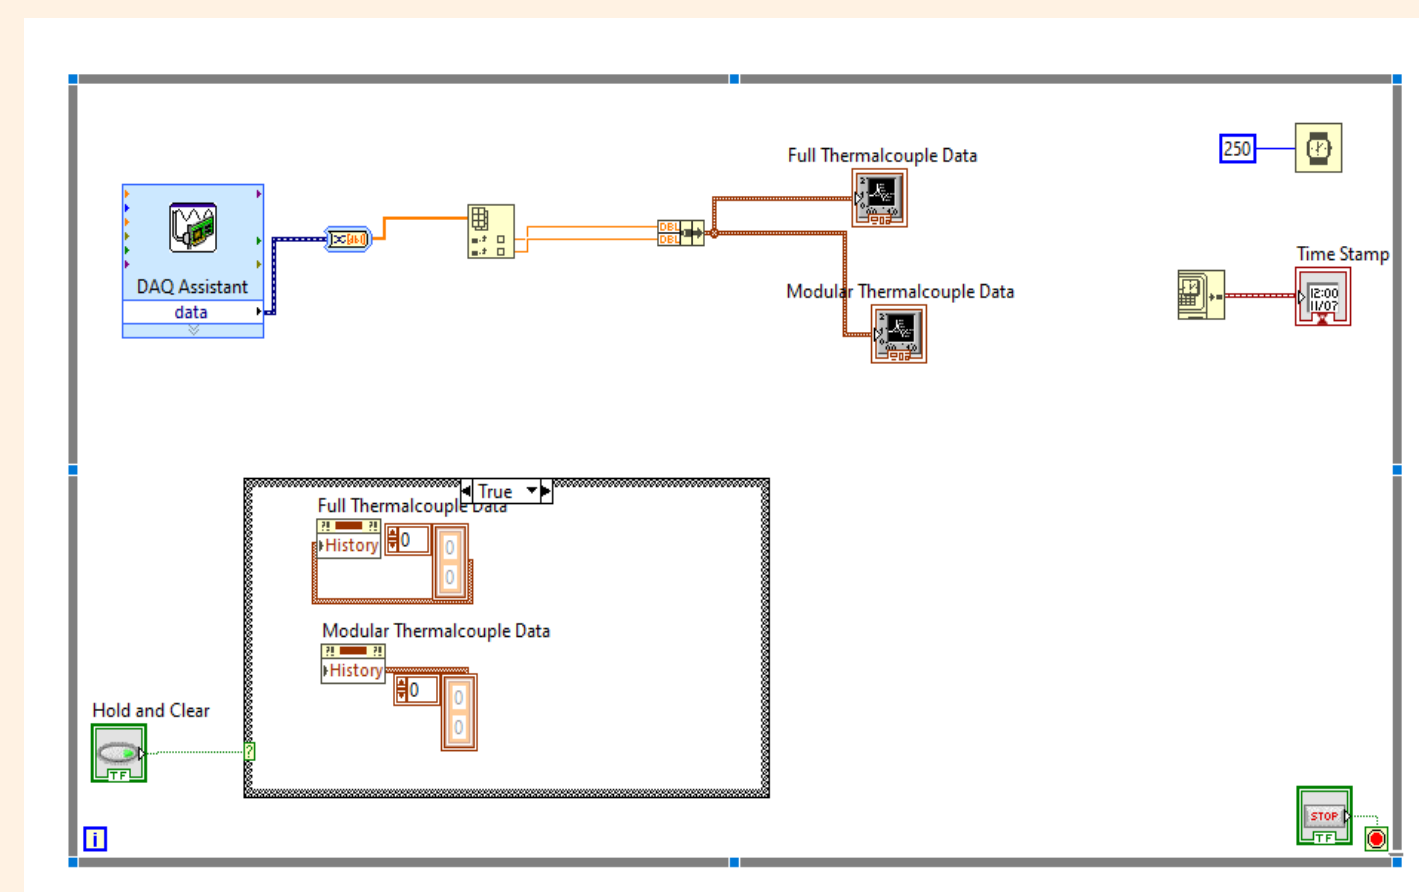 250
Full Thermalcouple Data
Time Stamp
DAQ Assistant
data
DBL
DBL
12:00
11/07
Modular Thermalcouple Data
True
Full Thermalcouple Data
History
0
0
0
Modular Thermalcouple Data
History
0
0
0
Hold and Clear
?
TF
STOP
TF
i